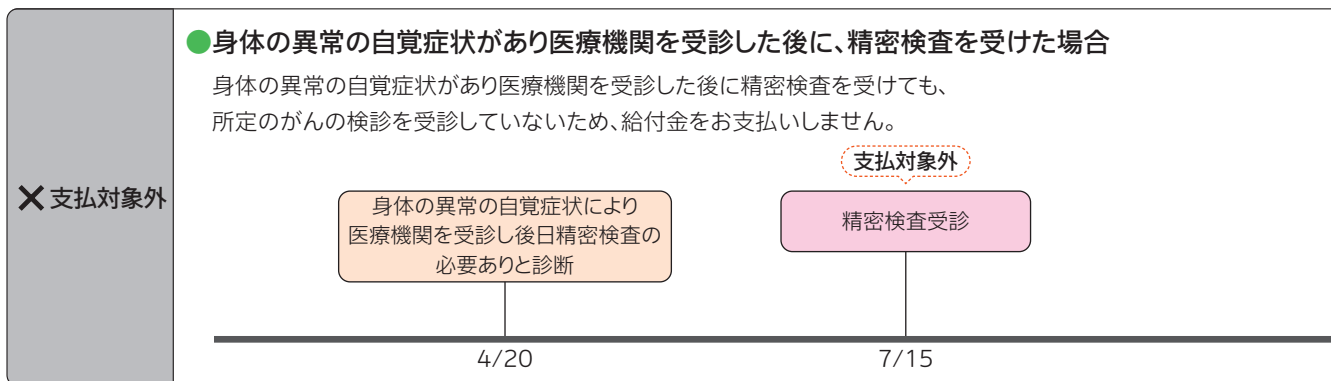 ●身体の異常の自覚症状があり医療機関を受診した後に、精密検査を受けた場合
身体の異常の自覚症状があり医療機関を受診した後に精密検査を受けても、
所定のがんの検診を受診していないため、給付金をお支払いしません。
支払対象外
✕支払対象外
身体の異常の自覚症状により
医療機関を受診し後日精密検査の
必要ありと診断
精密検査受診
4/20
7/15